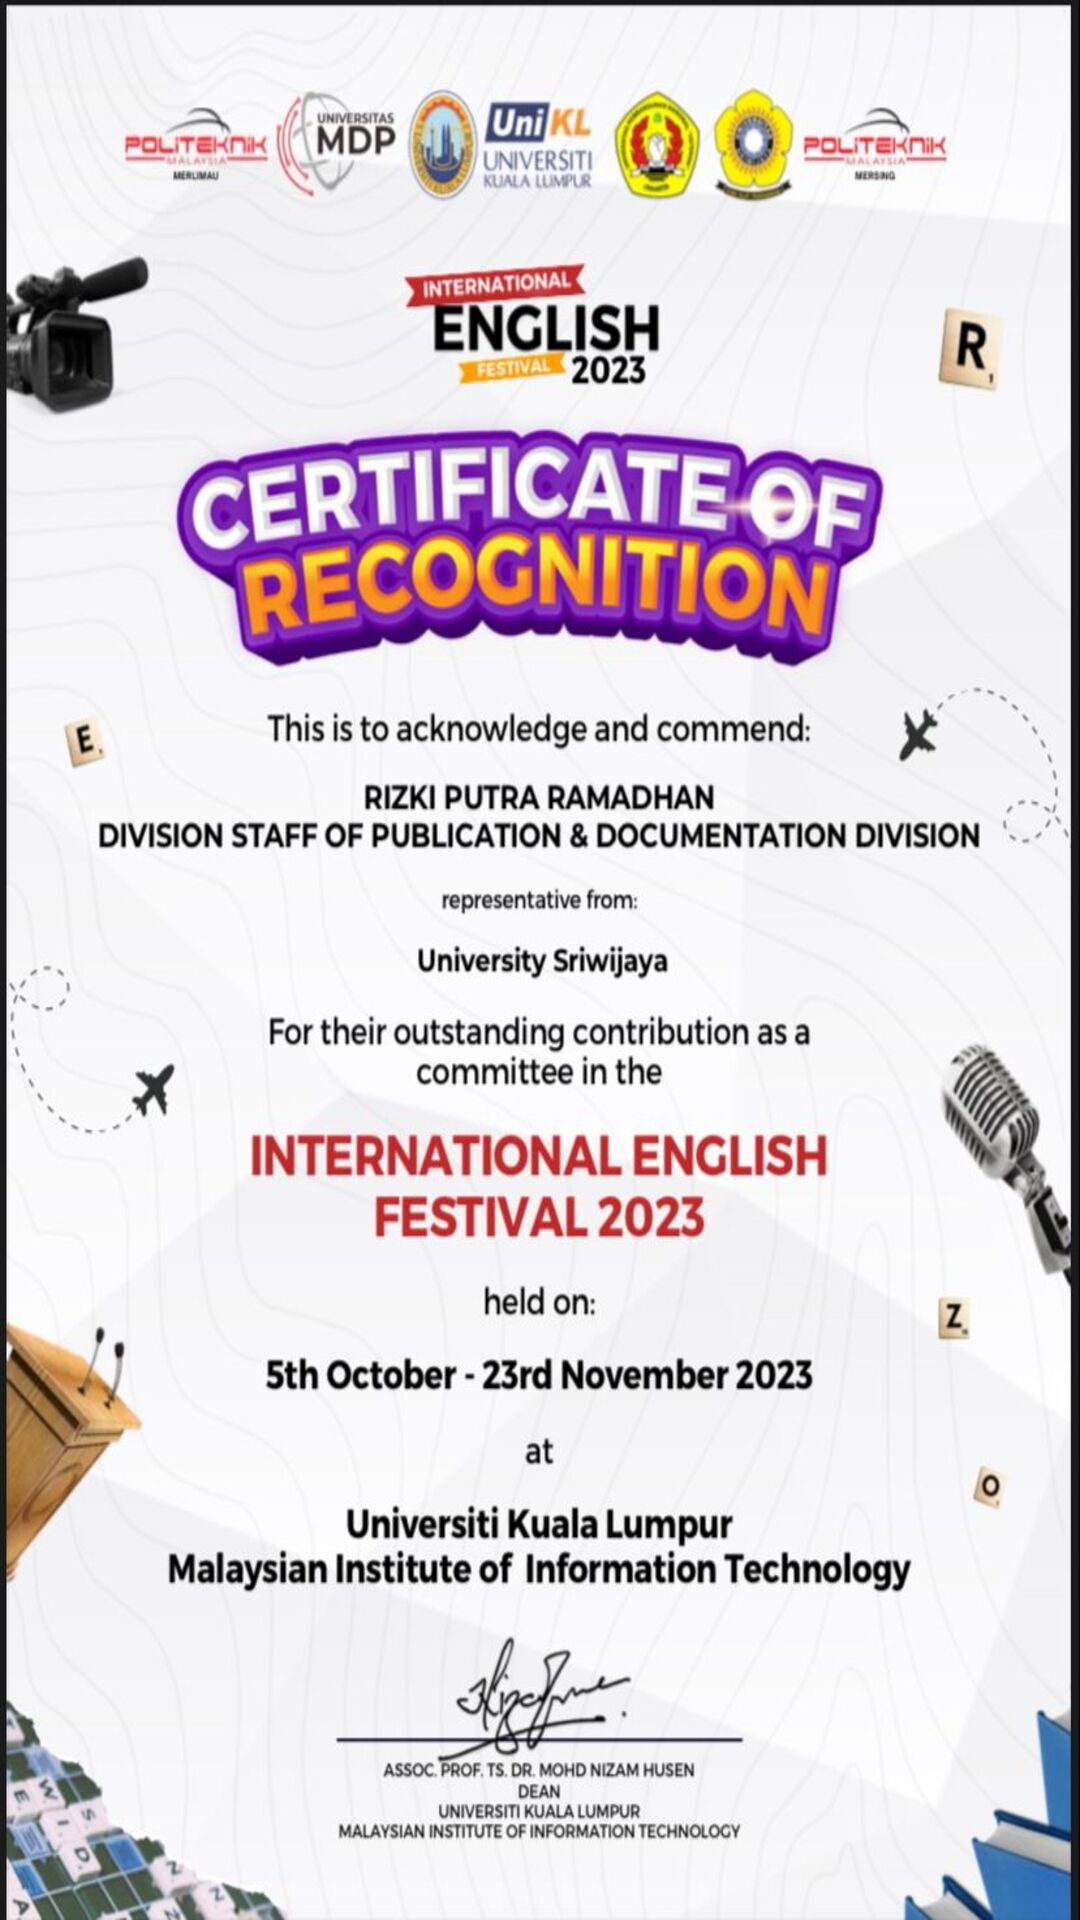 POLITEKNIK
MALAYSIA
MERLIMAU
UNIVERSITAS
MDP
UniKL
UNIVERSITI
KUALA LUMPUR
JAKARTA
POLITEKNIK
MALAYSIA
MERSING
INTERNATIONAL
ENGLISH
FESTIVAL 2023
R
CERTIFICATE OF
RECOGNITION
E
This is to acknowledge and commend:
RIZKI PUTRA RAMADHAN
DIVISION STAFF OF PUBLICATION & DOCUMENTATION DIVISION
representative from:
University Sriwijaya
For their outstanding contribution as a
committee in the
INTERNATIONAL ENGLISH
FESTIVAL 2023
held on:
Z
5th October - 23rd November 2023
at
O
Universiti Kuala Lumpur
Malaysian Institute of Information Technology
ASSOC. PROF. TS. DR. MOHD NIZAM HUSEN
DEAN
UNIVERSITI KUALA LUMPUR
MALAYSIAN INSTITUTE OF INFORMATION TECHNOLOGY